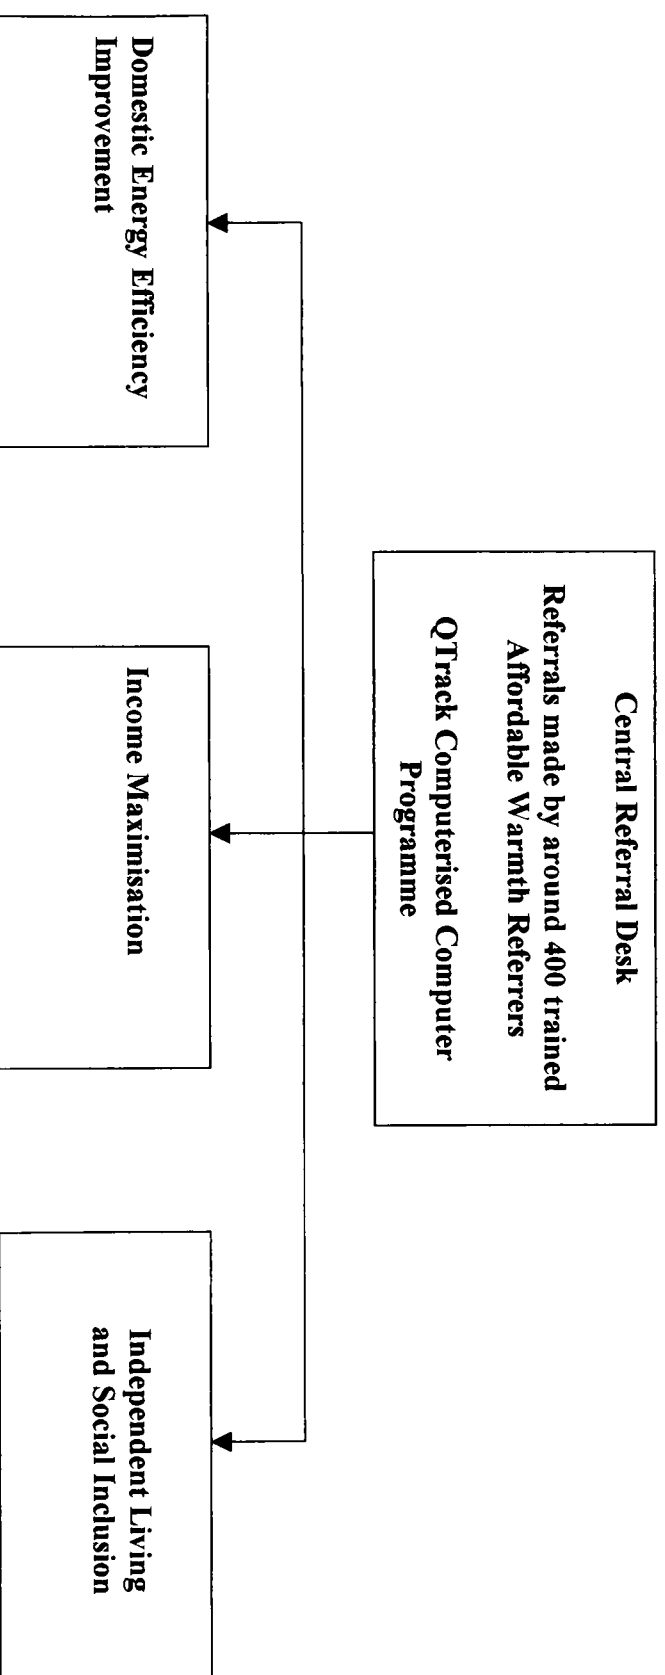 Central Referral Desk
Referrals made by around 400 trained
Affordable Warmth Referrers
QTrack Computerised Computer
Programme
Domestic Energy Efficiency
Improvement
Income Maximisation
Independent Living
and Social Inclusion